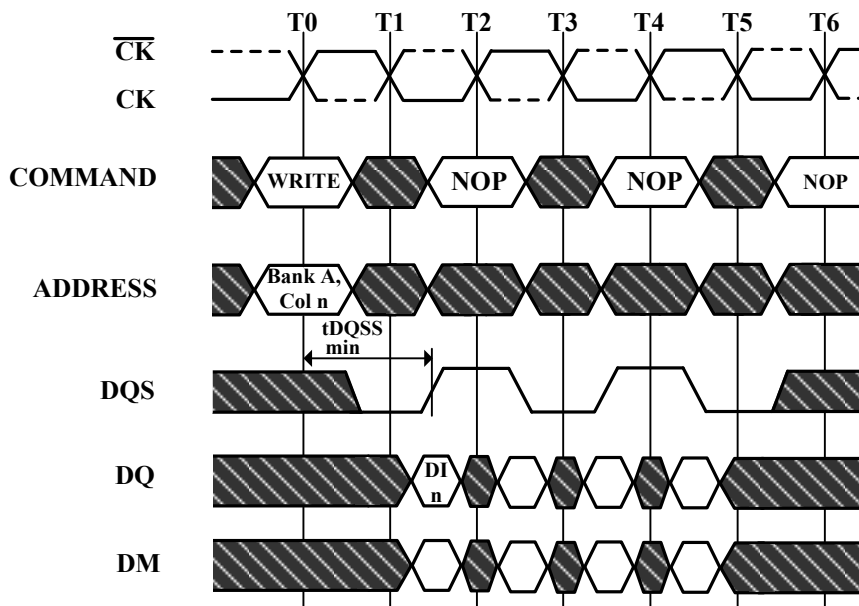 T0 T1 T2 T3 T4 T5 T6
CK
CK
COMMAND WRITE NOP NOP NOP
ADDRESS Bank A,
Col n
tDQSS
min
DQS
DQ DI
n
DM